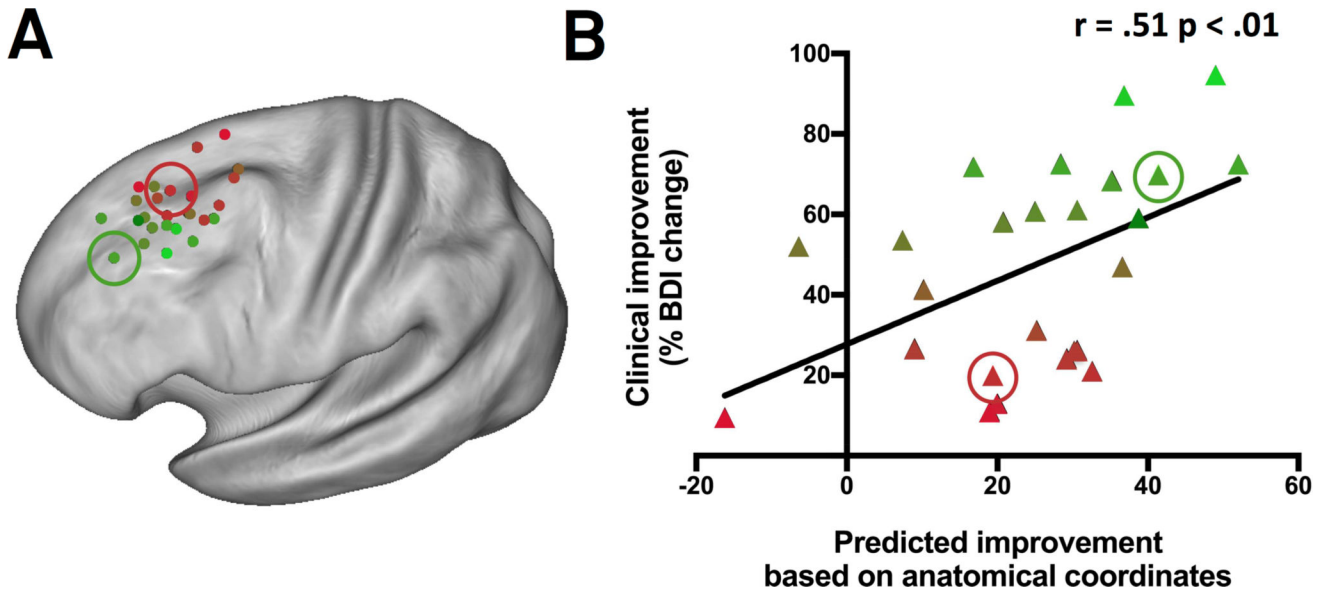 A
B
r = .51 p < .01
Clinical improvement
(% BDI change)
100
80
60
40
20
-20
0
20
40
60
Predicted improvement
based on anatomical coordinates